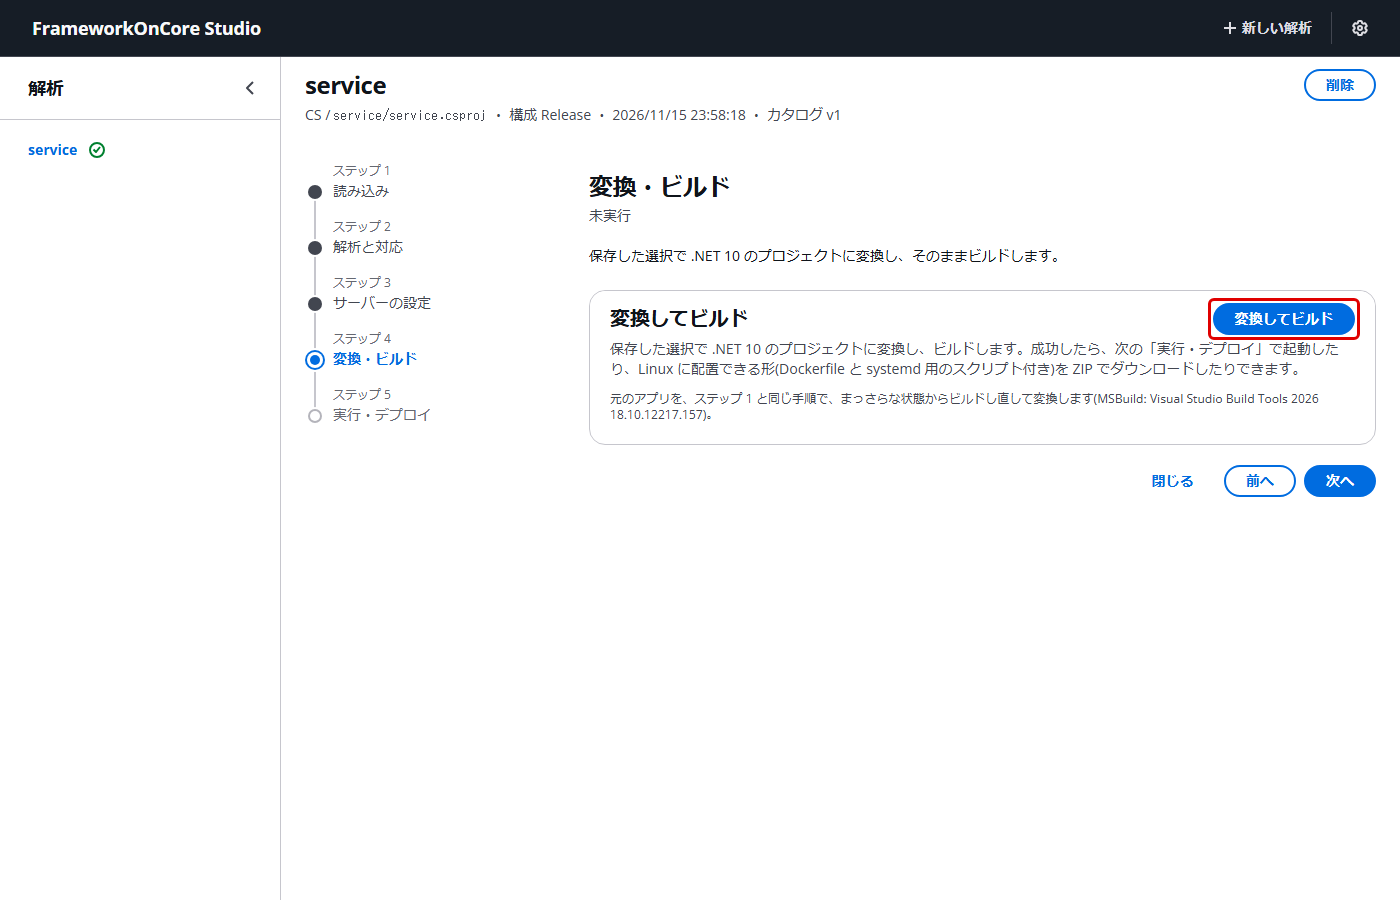 FrameworkOnCore Studio
新しい解析
解析
service
service
削除
CS / service/service.csproj ・ 構成 Release ・ 2026/11/15 23:58:18 ・ カタログ v1
ステップ 1
読み込み
ステップ 2
解析と対応
ステップ 3
サーバーの設定
ステップ 4
変換・ビルド
ステップ 5
実行・デプロイ
変換・ビルド
未実行
保存した選択で .NET 10 のプロジェクトに変換し、そのままビルドします。
変換してビルド
変換してビルド
保存した選択で .NET 10 のプロジェクトに変換し、ビルドします。成功したら、次の「実行・デプロイ」で起動した
り、Linux に配置できる形(Dockerfile と systemd 用のスクリプト付き)を ZIP でダウンロードしたりできます。
元のアプリを、ステップ 1 と同じ手順で、まっさらな状態からビルドし直して変換します(MSBuild: Visual Studio Build Tools 2026
18.10.12217.157)。
閉じる
前へ
次へ